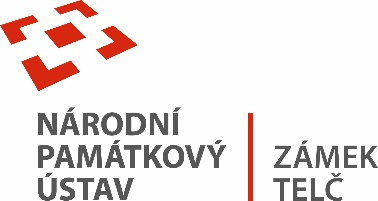 NÁRODNÍ
PAMÁTKOVÝ
ÚSTAV
ZÁMEK
TELČ